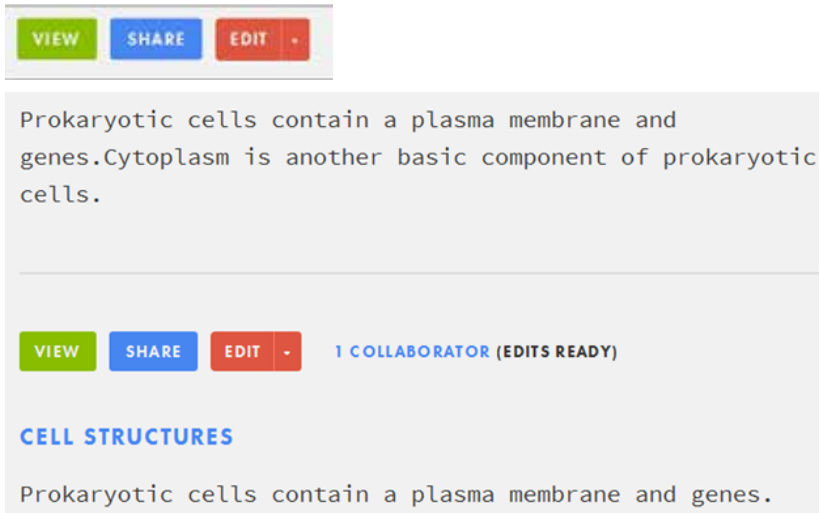 VIEW SHARE EDIT
Prokaryotic cells contain a plasma membrane and
genes.Cytoplasm is another basic component of prokaryotic
cells.
VIEW SHARE EDIT 1 COLLABORATOR (EDITS READY)
CELL STRUCTURES
Prokaryotic cells contain a plasma membrane and genes.